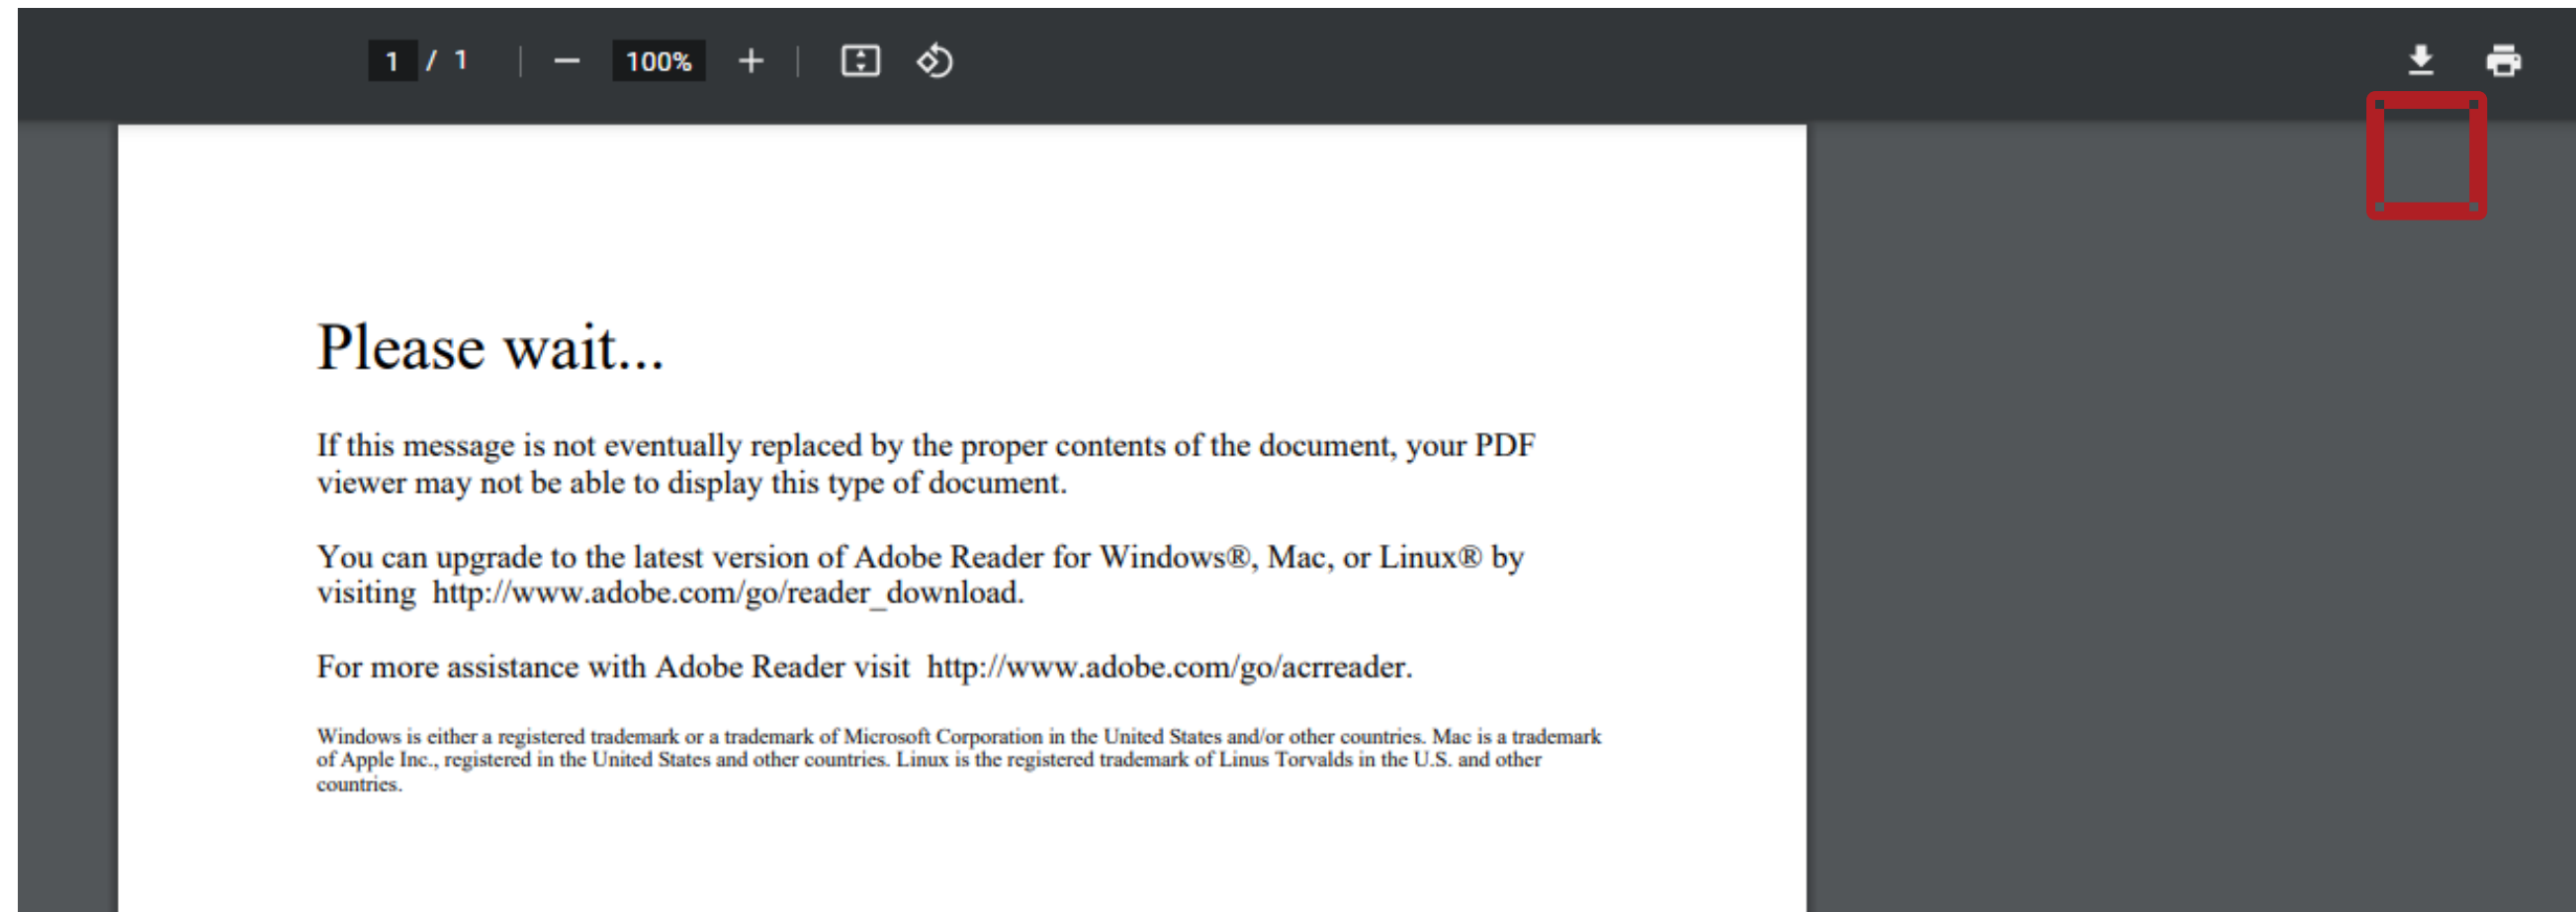 1 / 1 100%
Please wait...
If this message is not eventually replaced by the proper contents of the document, your PDF
viewer may not be able to display this type of document.
You can upgrade to the latest version of Adobe Reader for Windows®, Mac, or Linux® by
visiting http://www.adobe.com/go/reader_download.
For more assistance with Adobe Reader visit http://www.adobe.com/go/acrreader.
Windows is either a registered trademark or a trademark of Microsoft Corporation in the United States and/or other countries. Mac is a trademark
of Apple Inc., registered in the United States and other countries. Linux is the registered trademark of Linus Torvalds in the U.S. and other
countries.